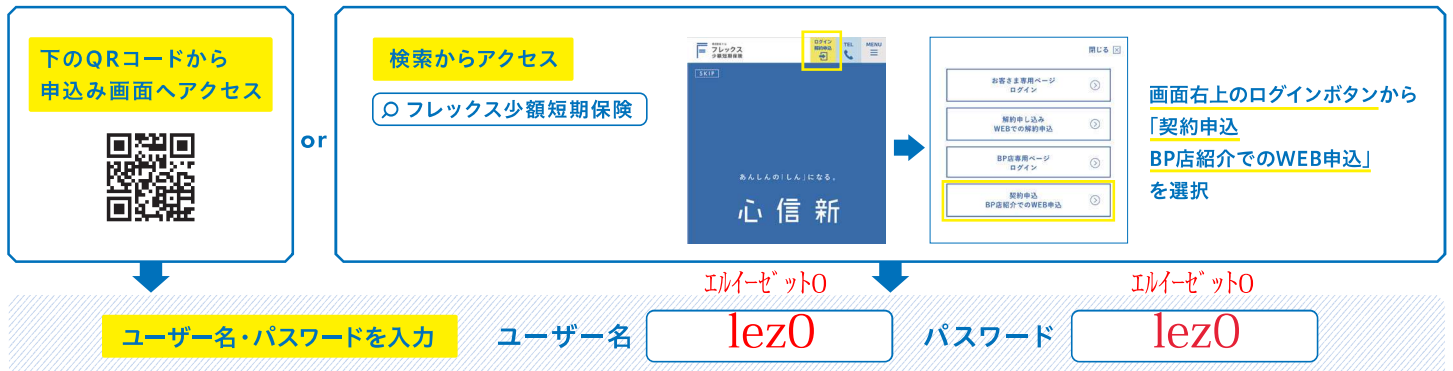 下のQRコードから
申込み画面へアクセス
or
検索からアクセス
フレックス少額短期保険
フレックス
少額短期保険
ログイン
解約申込
TEL
MENU
SKIP
あんしんの「しん」になる。
心 信 新
閉じる
お客さま専用ページ
ログイン
解約申し込み
WEBでの解約申込
BP店専用ページ
ログイン
契約申込
BP店紹介でのWEB申込
画面右上のログインボタンから
「契約申込
BP店紹介でのWEB申込」
を選択
ユーザー名・パスワードを入力
ユーザー名
エルイーゼット0
lez0
パスワード
エルイーゼット0
lez0